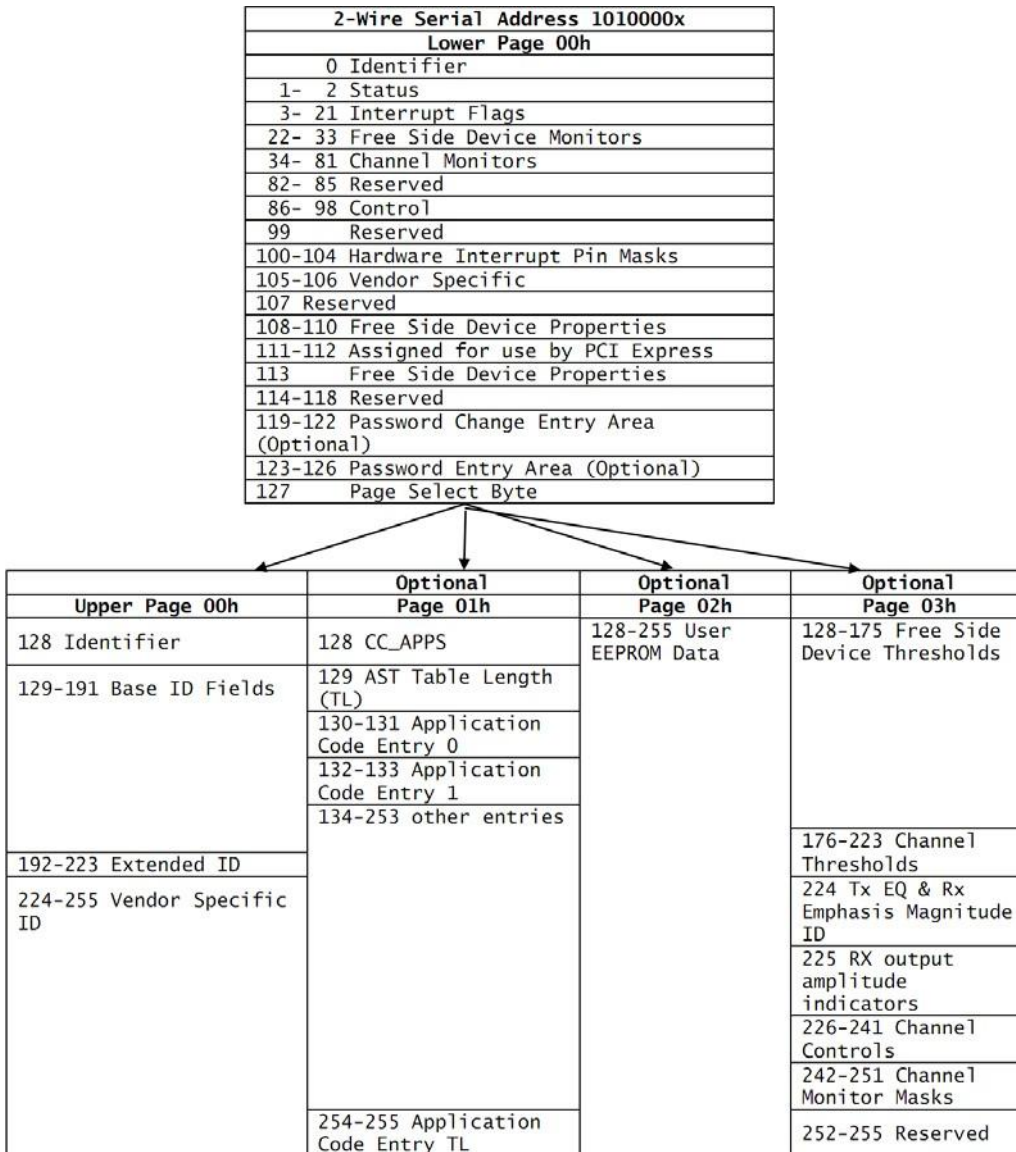 2-Wire Serial Address 1010000x
Lower Page 00h
0 Identifier
1- 2 Status
3- 21 Interrupt Flags
22- 33 Free Side Device Monitors
34- 81 Channel Monitors
82- 85 Reserved
86- 98 Control
99 Reserved
100-104 Hardware Interrupt Pin Masks
105-106 Vendor Specific
107 Reserved
108-110 Free Side Device Properties
111-112 Assigned for use by PCI Express
113 Free Side Device Properties
114-118 Reserved
119-122 Password Change Entry Area
(Optional)
123-126 Password Entry Area (Optional)
127 Page Select Byte
Upper Page 00h
128 Identifier
129-191 Base ID Fields
192-223 Extended ID
224-255 Vendor Specific
ID
Optional
Page 01h
128 CC_APPS
129 AST Table Length
(TL)
130-131 Application
Code Entry 0
132-133 Application
Code Entry 1
134-253 other entries
254-255 Application
Code Entry TL
Optional
Page 02h
128-255 User
EEPROM Data
Optional
Page 03h
128-175 Free Side
Device Thresholds
176-223 Channel
Thresholds
224 Tx EQ & Rx
Emphasis Magnitude
ID
225 RX output
amplitude
indicators
226-241 Channel
Controls
242-251 Channel
Monitor Masks
252-255 Reserved